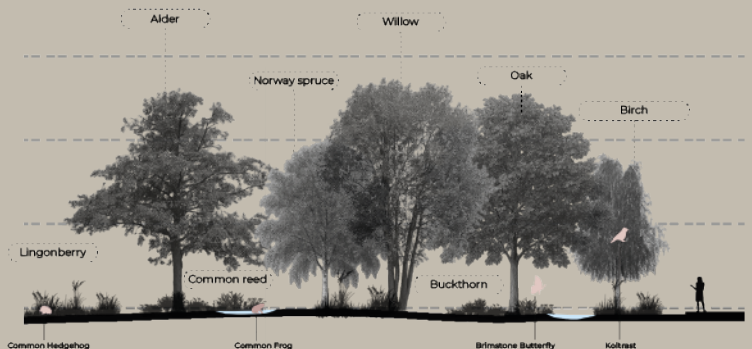 Alder
Willow
Norway spruce
Oak
Birch
Lingonberry
Common reed
Buckthorn
Common Hedgehog
Common Frog
Brimstone Butterfly
Koltrast